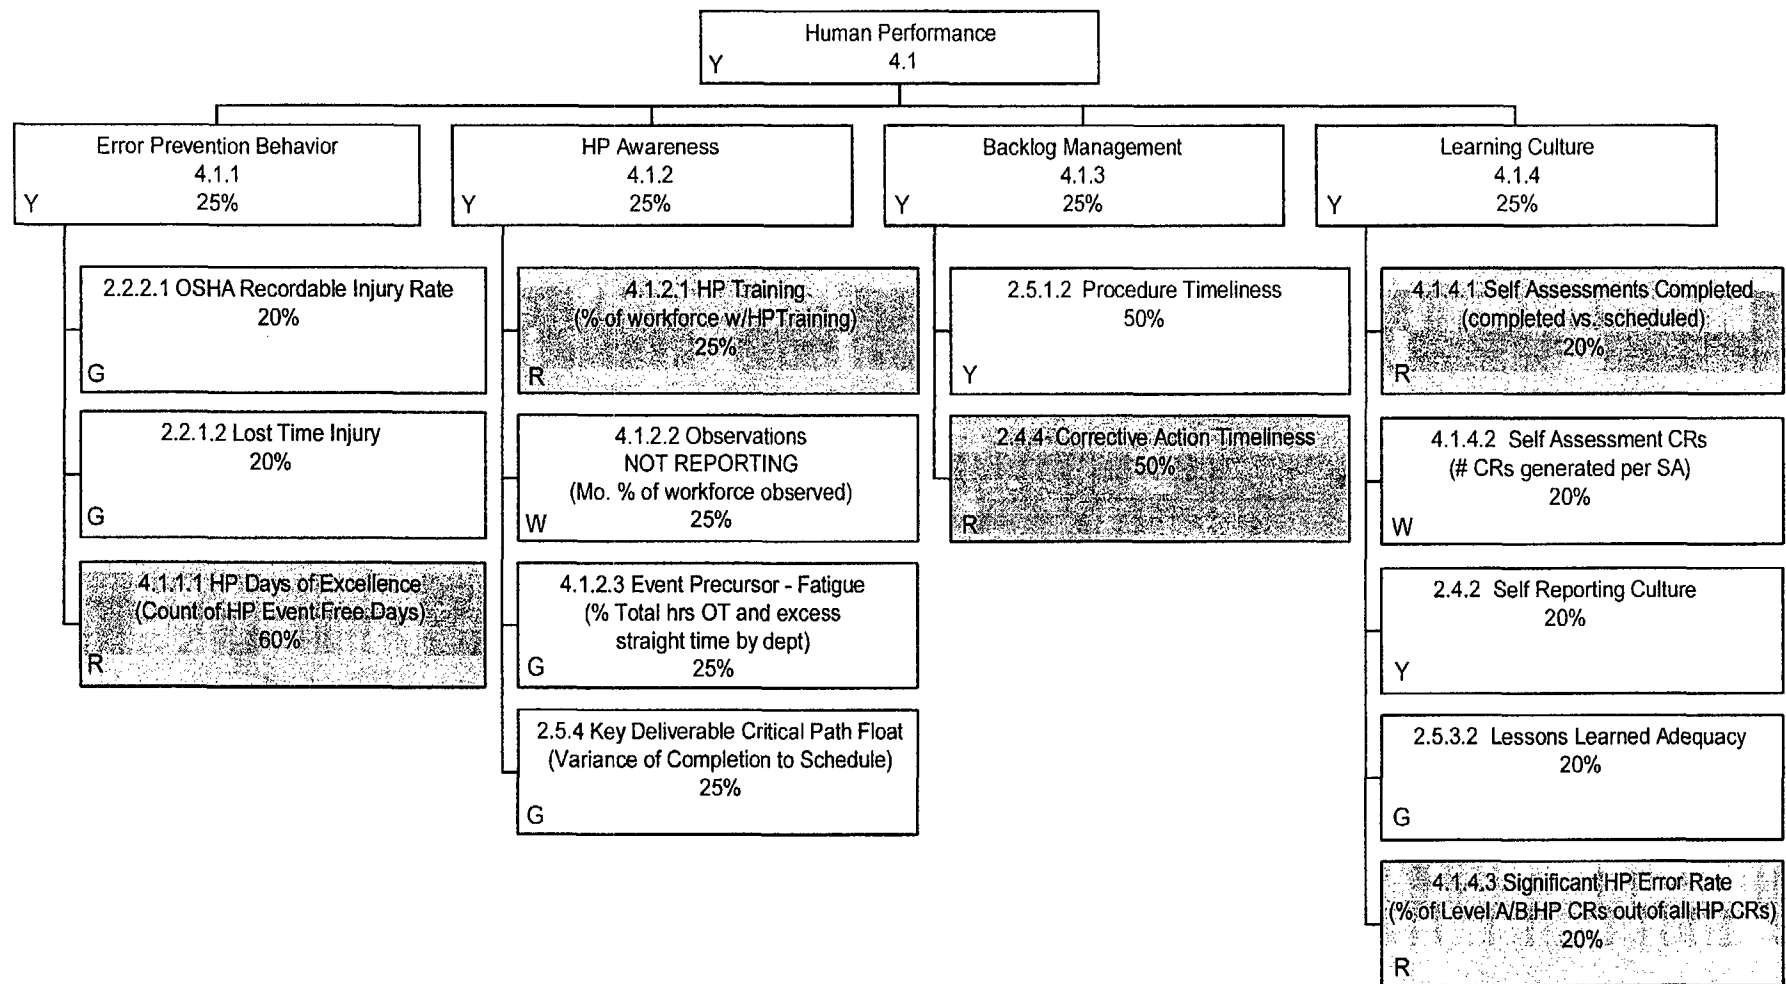 Human Performance
4.1
Y
Error Prevention Behavior
4.1.1
25%
Y
2.2.2.1 OSHA Recordable Injury Rate
20%
G
2.2.1.2 Lost Time Injury
20%
G
4.1.1.1 HP Days of Excellence
(Count of HP Event Free Days)
60%
R
HP Awareness
4.1.2
25%
Y
4.1.2.1 HP Training
(% of workforce w/HPTraining)
25%
R
4.1.2.2 Observations
NOT REPORTING
(Mo. % of workforce observed)
25%
W
4.1.2.3 Event Precursor - Fatigue
(% Total hrs OT and excess
straight time by dept)
25%
G
2.5.4 Key Deliverable Critical Path Float
(Variance of Completion to Schedule)
25%
G
Backlog Management
4.1.3
25%
Y
2.5.1.2 Procedure Timeliness
50%
Y
2.4.4 Corrective Action Timeliness
50%
R
Learning Culture
4.1.4
25%
Y
4.1.4.1 Self Assessments Completed
(completed vs. scheduled)
20%
R
4.1.4.2 Self Assessment CRs
(# CRs generated per SA)
20%
W
2.4.2 Self Reporting Culture
20%
Y
2.5.3.2 Lessons Learned Adequacy
20%
G
4.1.4.3 Significant HP Error Rate
(% of Level A/B HP CRs out of all HP CRs)
20%
R